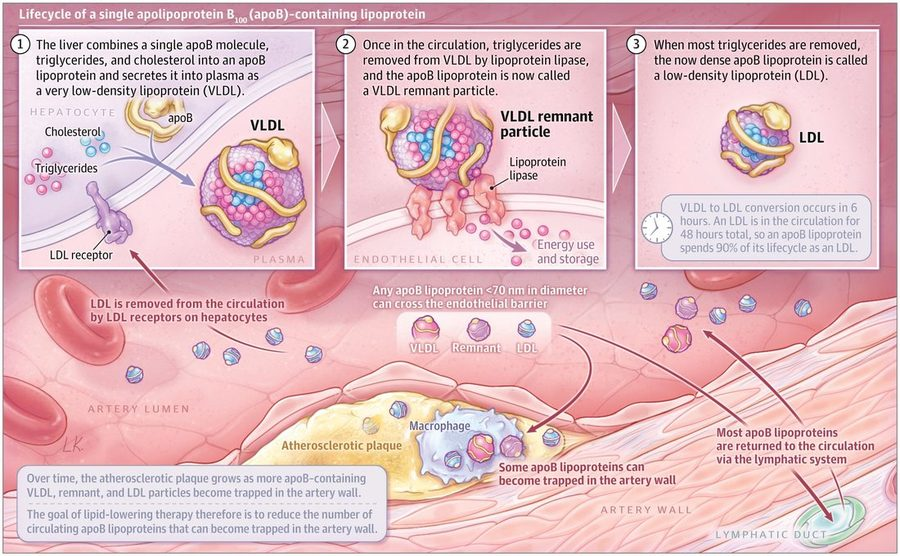 Lifecycle of a single apolipoprotein B100 (apoB)-containing lipoprotein
1 The liver combines a single apoB molecule,
triglycerides, and cholesterol into an apoB
lipoprotein and secretes it into plasma as
a very low-density lipoprotein (VLDL).
HEPATOCYTE
apoB
Cholesterol
VLDL
Triglycerides
LDL receptor
PLASMA
2 Once in the circulation, triglycerides are
removed from VLDL by lipoprotein lipase,
and the apoB lipoprotein is now called
a VLDL remnant particle.
VLDL remnant
particle
Lipoprotein
lipase
Energy use
and storage
ENDOTHELIAL CELL
3 When most triglycerides are removed,
the now dense apoB lipoprotein is called
a low-density lipoprotein (LDL).
LDL
VLDL to LDL conversion occurs in 6
hours. An LDL is in the circulation for
48 hours total, so an apoB lipoprotein
spends 90% of its lifecycle as an LDL.
LDL is removed from the circulation
by LDL receptors on hepatocytes
Any apoB lipoprotein <70 nm in diameter
can cross the endothelial barrier
VLDL Remnant LDL
ARTERY LUMEN
LK
Macrophage
Atherosclerotic plaque
Some apoB lipoproteins can
become trapped in the artery wall
Most apoB lipoproteins
are returned to the circulation
via the lymphatic system
Over time, the atherosclerotic plaque grows as more apoB-containing
VLDL, remnant, and LDL particles become trapped in the artery wall.
The goal of lipid-lowering therapy therefore is to reduce the number of
circulating apoB lipoproteins that can become trapped in the artery wall.
ARTERY WALL
LYMPHATIC DUCT